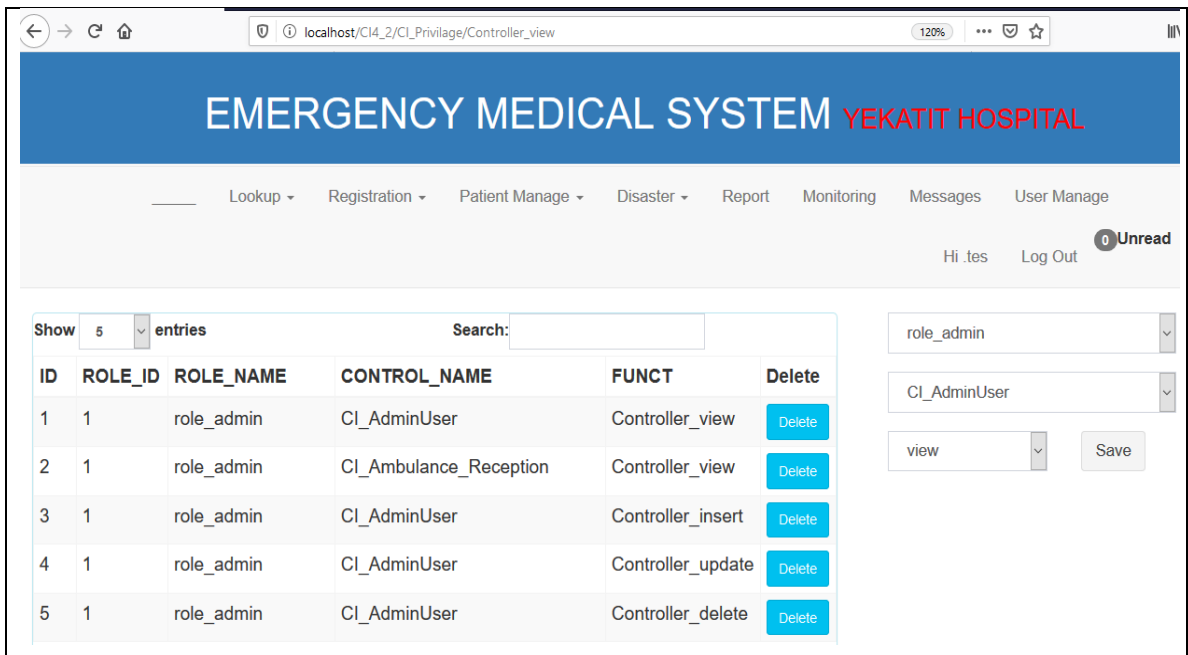 localhost/CI4_2/CI_Privilage/Controller_view 120%
EMERGENCY MEDICAL SYSTEM YEKATIT HOSPITAL
Lookup Registration Patient Manage Disaster Report Monitoring Messages User Manage
Hi .tes Log Out 0 Unread
Show 5 entries Search:
ID ROLE_ID ROLE_NAME CONTROL_NAME FUNCT Delete
1 1 role_admin CI_AdminUser Controller_view Delete
2 1 role_admin CI_Ambulance_Reception Controller_view Delete
3 1 role_admin CI_AdminUser Controller_insert Delete
4 1 role_admin CI_AdminUser Controller_update Delete
5 1 role_admin CI_AdminUser Controller_delete Delete
role_admin
CI_AdminUser
view Save